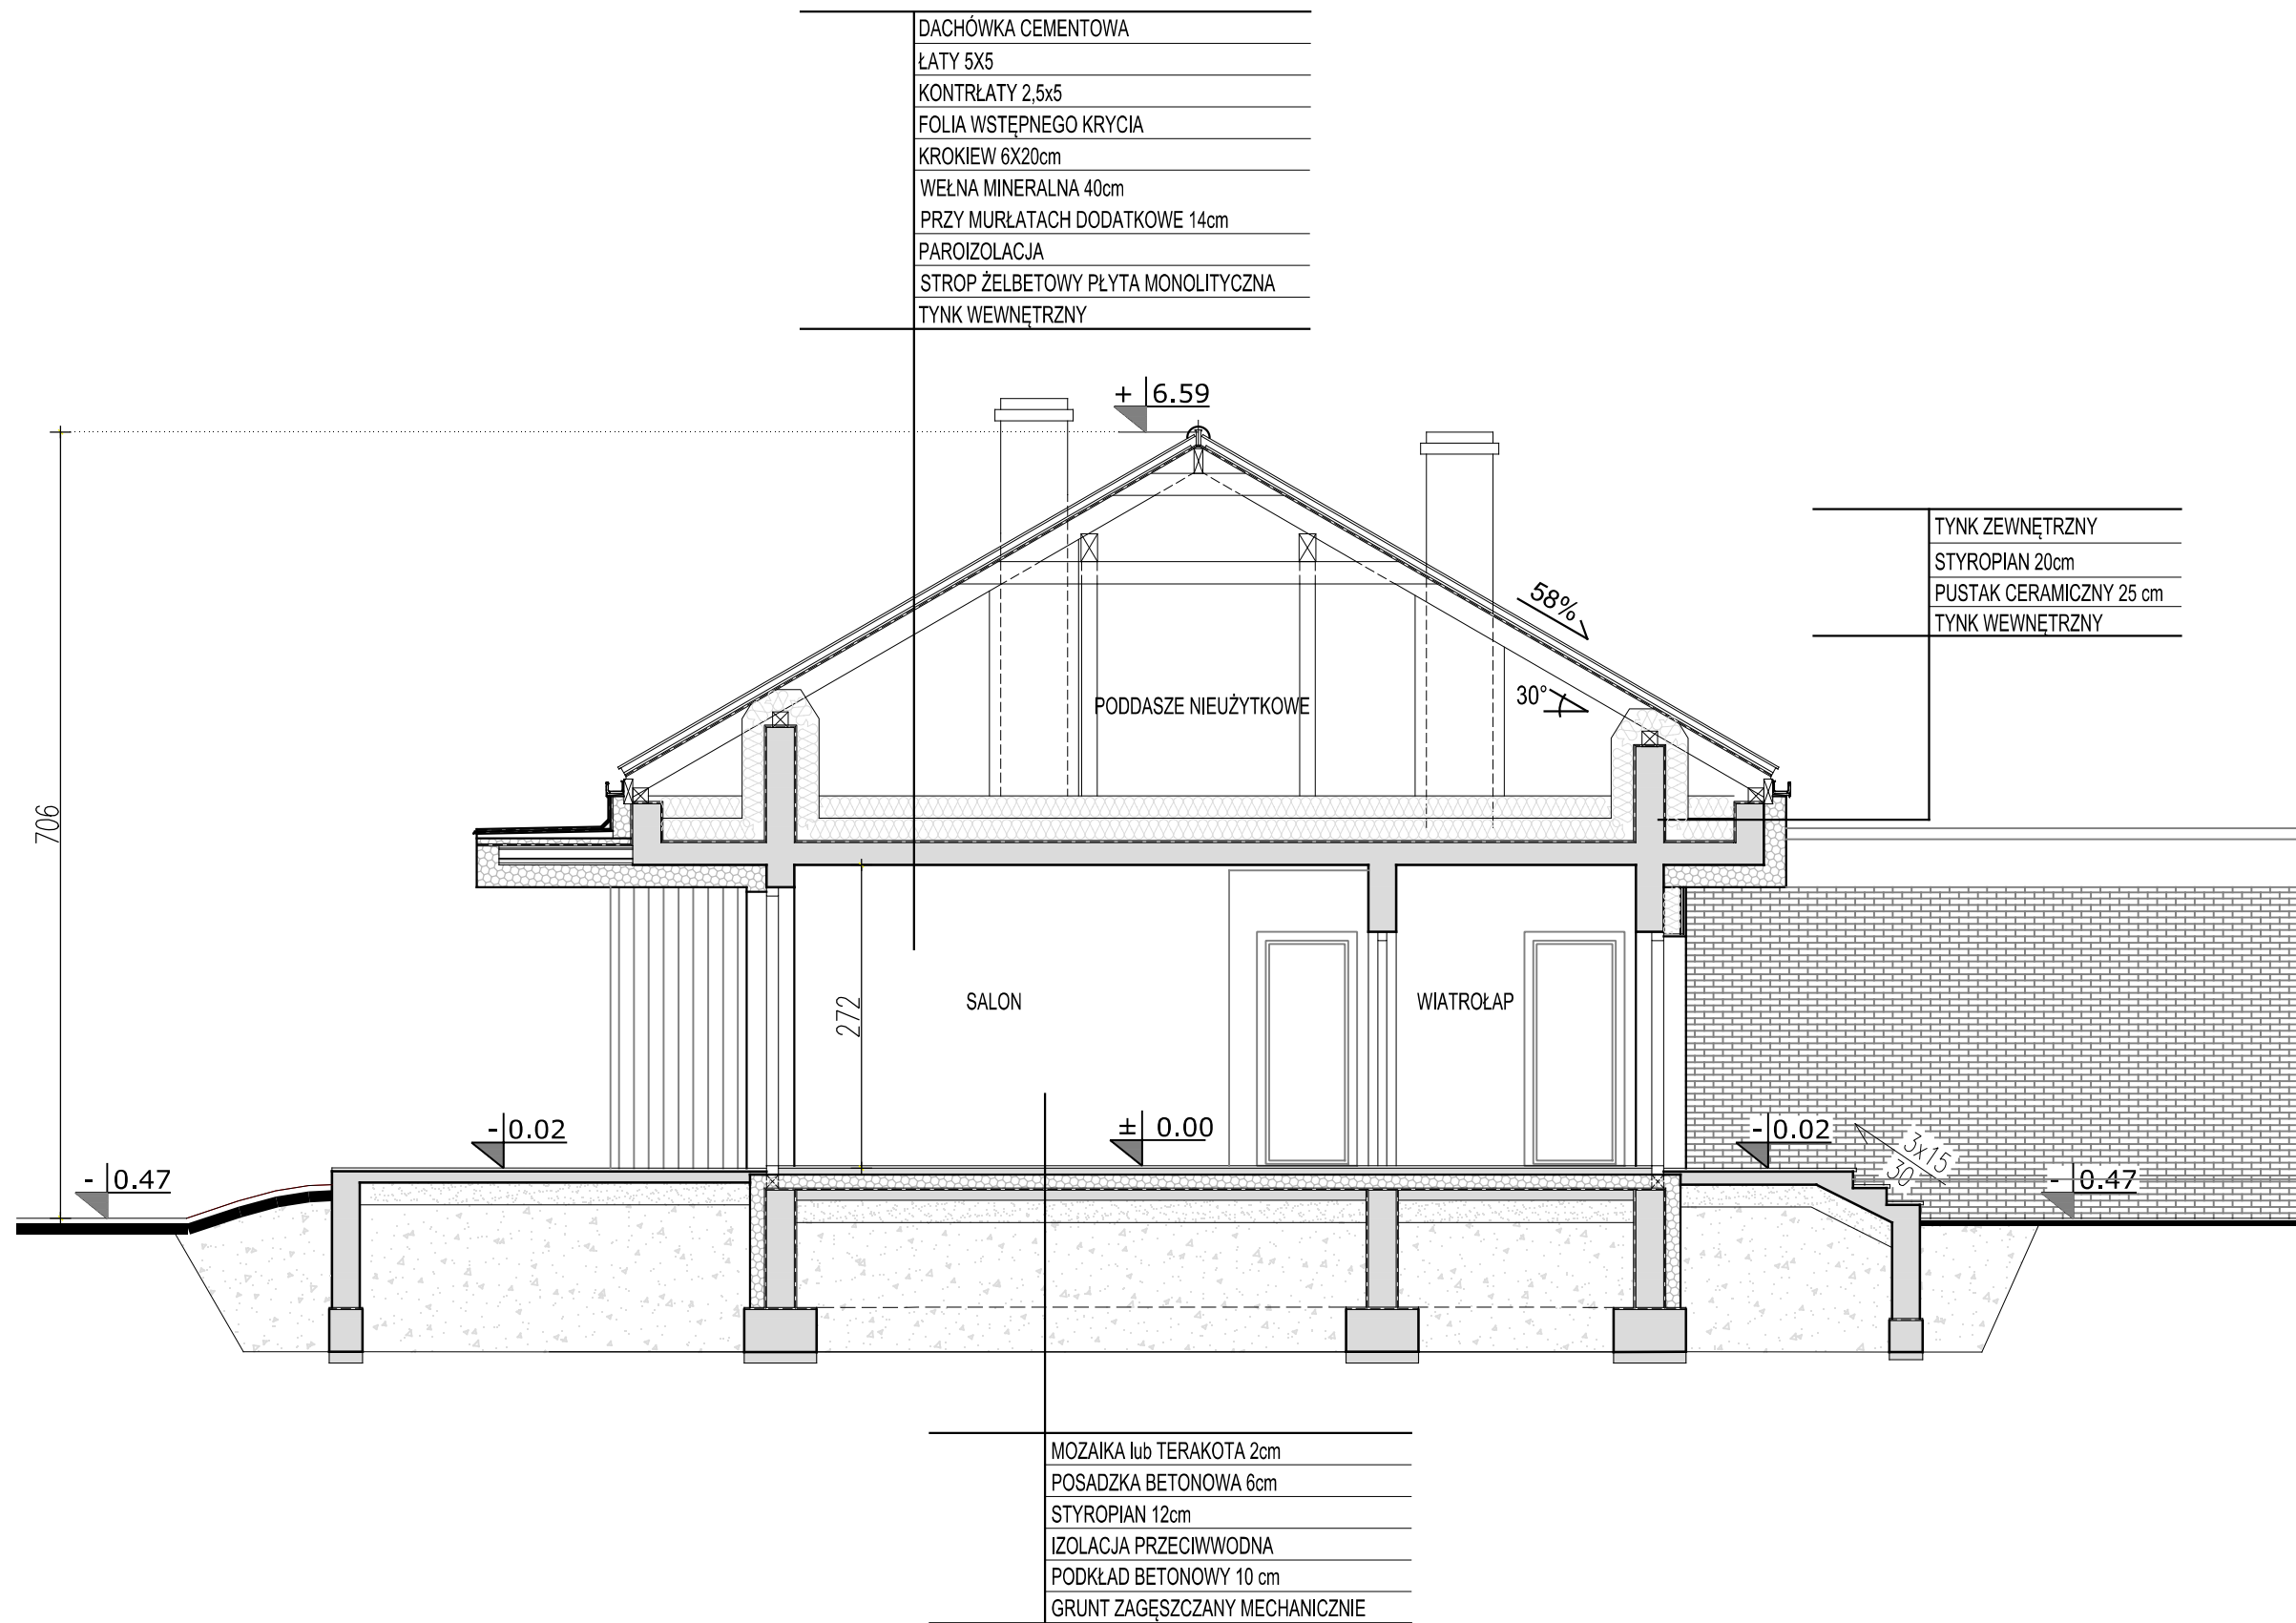 DACHÓWKA CEMENTOWA
ŁATY 5X5
KONTRŁATY 2,5x5
FOLIA WSTĘPNEGO KRYCIA
KROKIEW 6X20cm
WEŁNA MINERALNA 40cm
PRZY MURŁATACH DODATKOWE 14cm
PAROIZOLACJA
STROP ŻELBETOWY PŁYTA MONOLITYCZNA
TYNK WEWNĘTRZNY
+ 6.59
TYNK ZEWNĘTRZNY
STYROPIAN 20cm
PUSTAK CERAMICZNY 25 cm
TYNK WEWNĘTRZNY
58%
30°
PODDASZE NIEUŻYTKOWE
706
272
SALON
WIATROŁAP
- 0.02
± 0.00
- 0.02
3x15
30
- 0.47
- 0.47
MOZAIKA lub TERAKOTA 2cm
POSADZKA BETONOWA 6cm
STYROPIAN 12cm
IZOLACJA PRZECIWWODNA
PODKŁAD BETONOWY 10 cm
GRUNT ZAGĘSZCZANY MECHANICZNIE